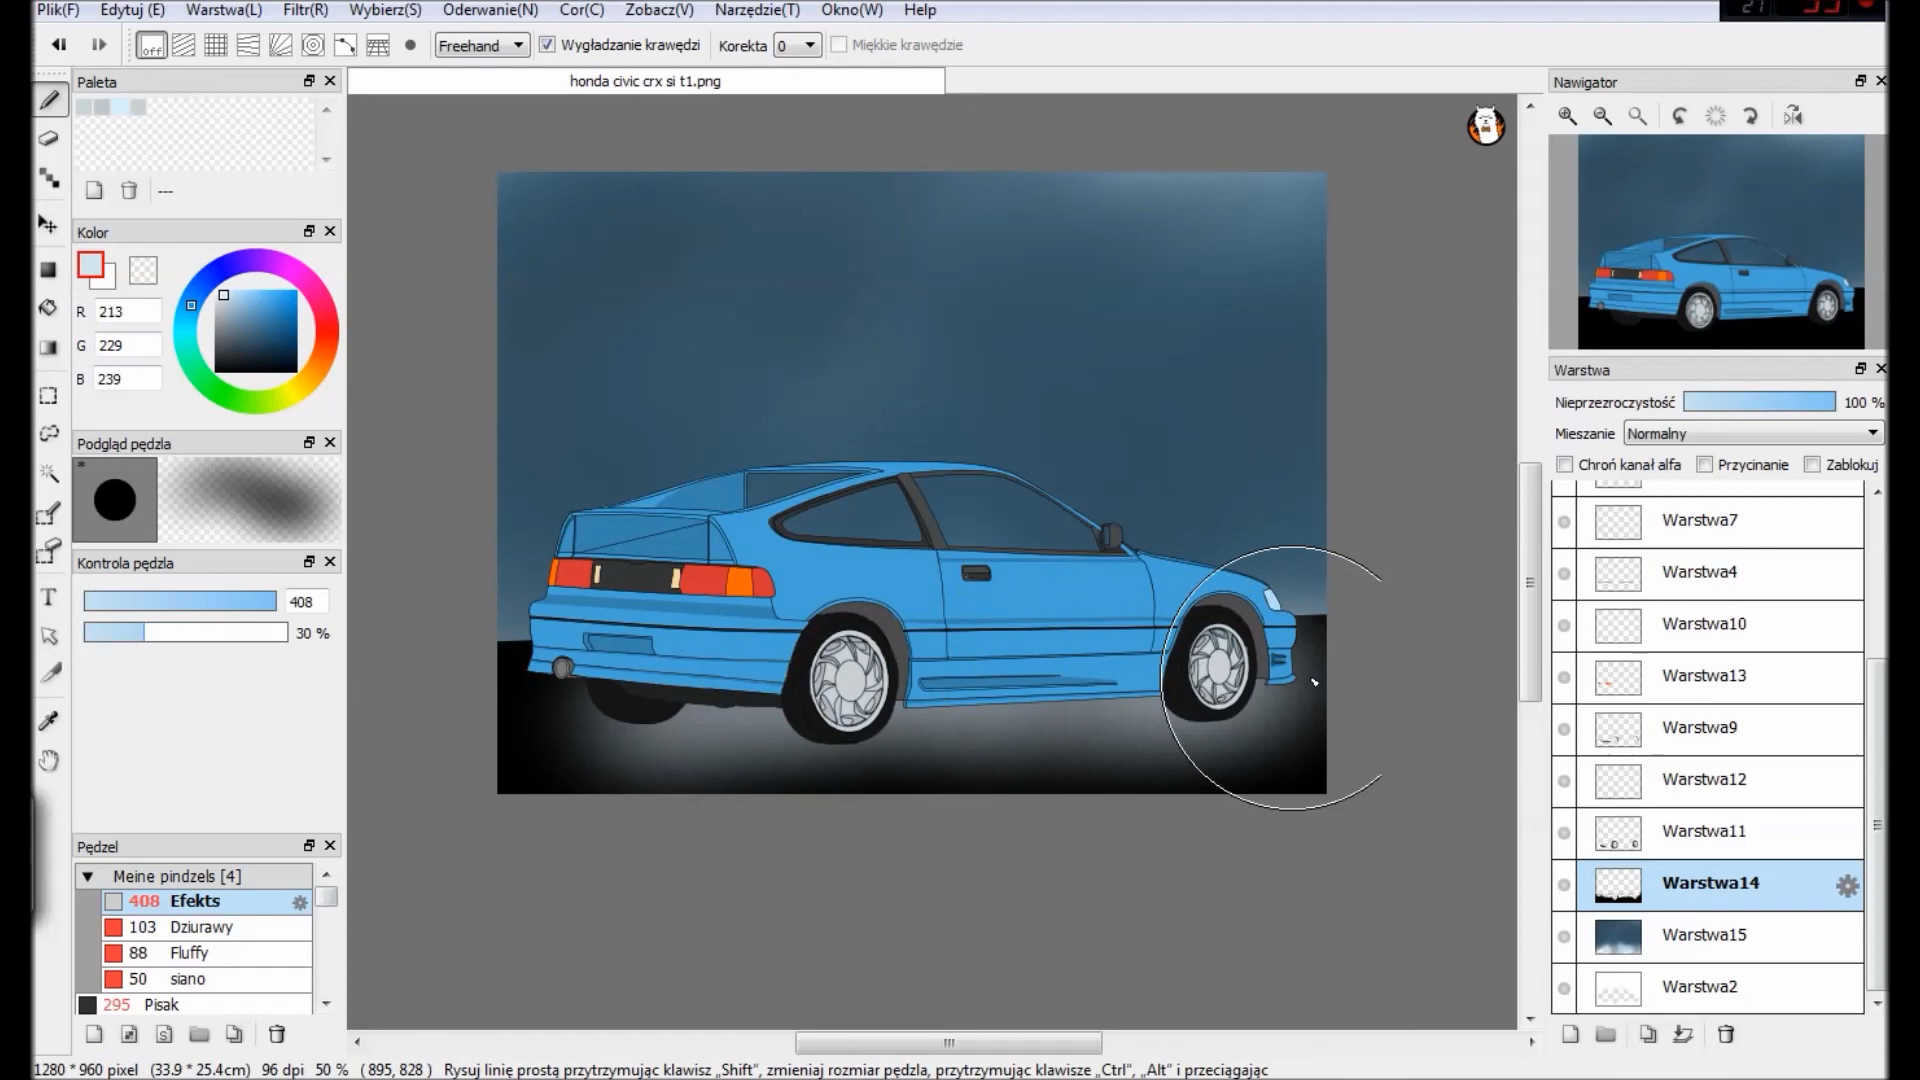 Plik(F) Edytuj (E) Warstwa(L) Filtr(R) Wybierz(S) Oderwanie(N) Cor(C) Zobacz(V) Narzędzie(T) Okno(W) Help
off Freehand Wygładzanie krawędzi Korekta 0 Miękkie krawędzie
Paleta
honda civic crx si t1.png
Nawigator
---
Kolor
R 213
G 229
B 239
Warstwa
Nieprzezroczystość 100 %
Mieszanie Normalny
Chroń kanał alfa Przycinanie Zablokuj
Podgląd pędzla
*
Kontrola pędzla
408
30 %
Warstwa7
Warstwa4
Warstwa10
Warstwa13
Warstwa9
Warstwa12
Warstwa11
Warstwa14
Warstwa15
Warstwa2
T
Pędzel
Meine pindzels [4]
408 Efekts
103 Dziurawy
88 Fluffy
50 siano
295 Pisak
S
1280 * 960 pixel (33.9 * 25.4cm) 96 dpi 50 % ( 895, 828 ) Rysuj linię prostą przytrzymując klawisz „Shift”, zmieniaj rozmiar pędzla, przytrzymując klawisze „Ctrl”, „Alt” i przeciągając